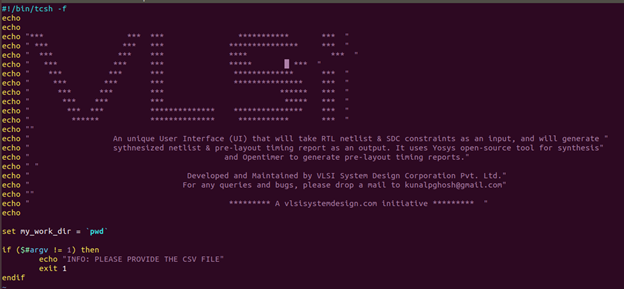 #!/bin/tcsh -f
echo
echo
echo "***                   ***  ***                 ***********       ***  "
echo " ***                 ***   ***               ***************     ***  "
echo "  ***               ***    ***               ****                   ***  "
echo "   ***             ***     ***               *****        ***  "
echo "    ***           ***      ***                *************      ***  "
echo "     ***         ***       ***                ***************    ***  "
echo "      ***       ***        ***                          ******   ***  "
echo "       ***     ***         ***                           *****   ***  "
echo "        ***  ***           **************    ***************     ***  "
echo "         ******            **************     ***********        ***  "
echo ""
echo "                  An unique User Interface (UI) that will take RTL netlist & SDC constraints as an input, and will generate "
echo "                  sythnesized netlist & pre-layout timing report as an output. It uses Yosys open-source tool for synthesis"
echo "                                          and Opentimer to generate pre-layout timing reports."
echo " "
echo "                                  Developed and Maintained by VLSI System Design Corporation Pvt. Ltd."
echo "                                 For any queries and bugs, please drop a mail to kunalpghosh@gmail.com"
echo ""
echo "                                           ********* A vlsisystemdesign.com initiative *********  "
echo

set my_work_dir = `pwd`

if ($#argv != 1) then
        echo "INFO: PLEASE PROVIDE THE CSV FILE"
        exit 1
endif